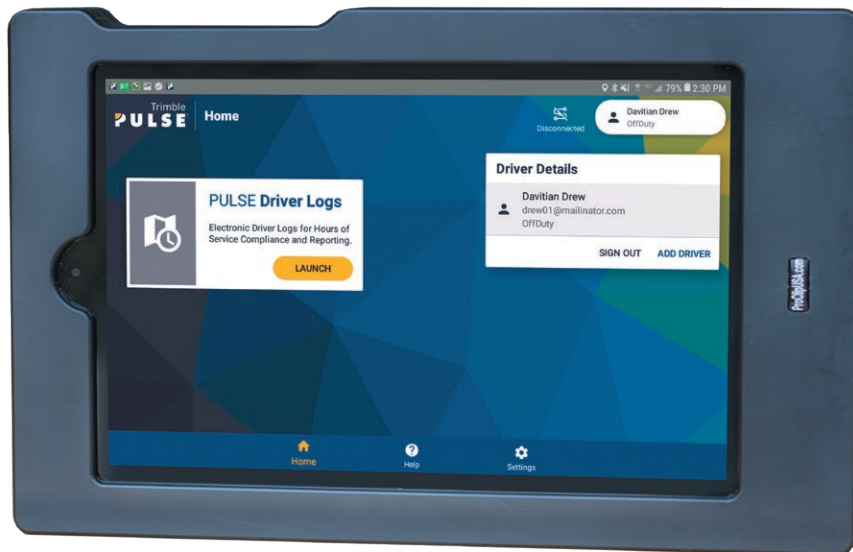 79% 2:30 PM
Trimble
PULSE
Home
Disconnected
Davitian Drew
OffDuty
Driver Details
Davitian Drew
drew01@mailinator.com
OffDuty
SIGN OUT ADD DRIVER
PULSE Driver Logs
Electronic Driver Logs for Hours of
Service Compliance and Reporting.
LAUNCH
ProClipUSA.com
Home
Help
Settings